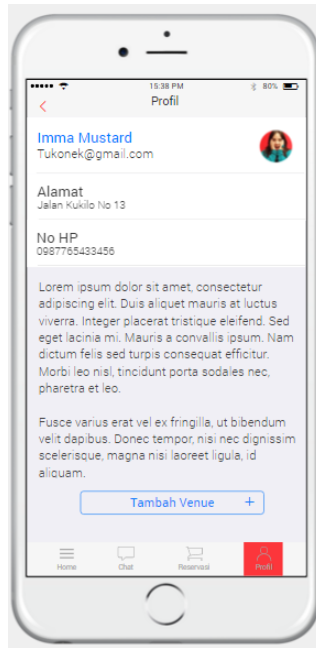 15:38 PM
80%
Profil
Imma Mustard
Tukonek@gmail.com
Alamat
Jalan Kukilo No 13
No HP
0987765433456
Lorem ipsum dolor sit amet, consectetur
adipiscing elit. Duis aliquet mauris at luctus
viverra. Integer placerat tristique eleifend. Sed
eget lacinia mi. Mauris a convallis ipsum. Nam
dictum felis sed turpis consequat efficitur.
Morbi leo nisl, tincidunt porta sodales nec,
pharetra et leo.
Fusce varius erat vel ex fringilla, ut bibendum
velit dapibus. Donec tempor, nisi nec dignissim
scelerisque, magna nisi laoreet ligula, id
aliquam.
Tambah Venue +
Home Chat Reservasi Profil